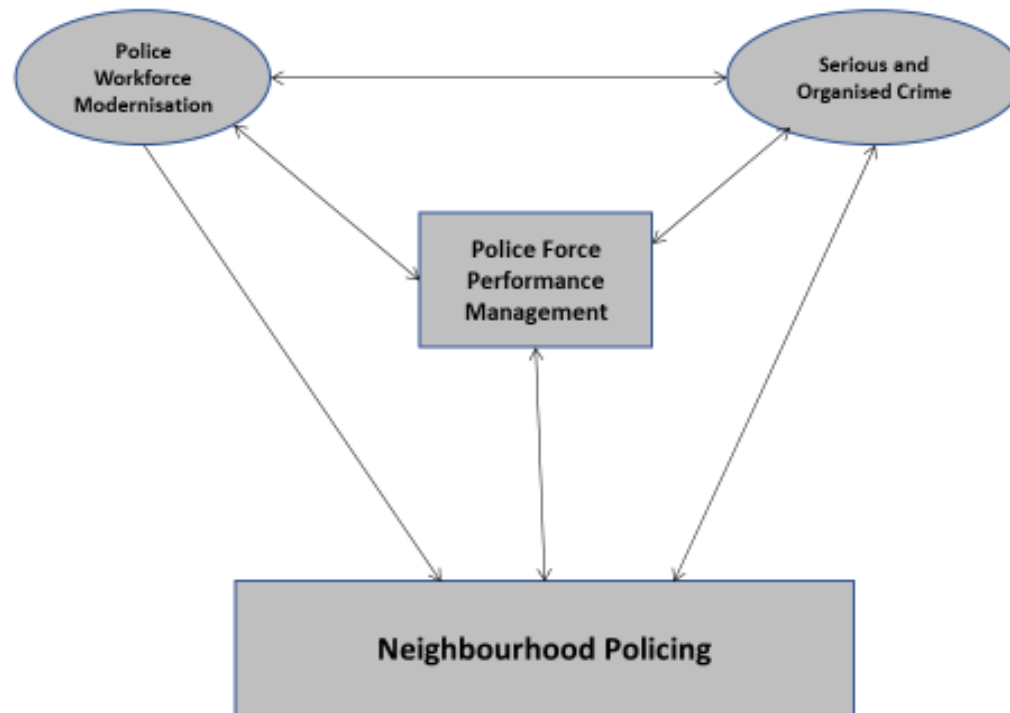 Police
Workforce
Modernisation
Serious and
Organised Crime
Police Force
Performance
Management
Neighbourhood Policing